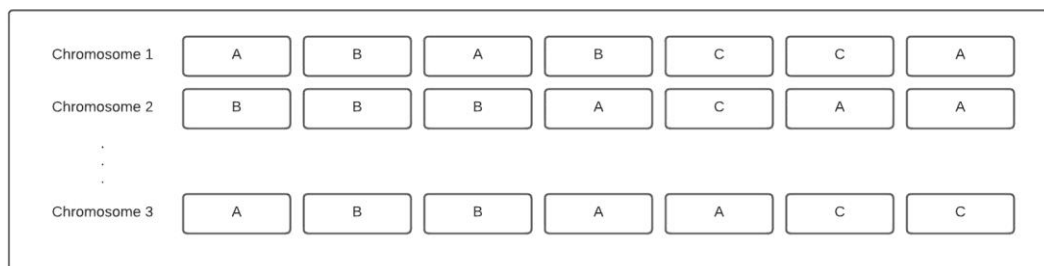 Chromosome 1 A B A B C C A
Chromosome 2 B B B A C A A
.
.
.
Chromosome 3 A B B A A C C